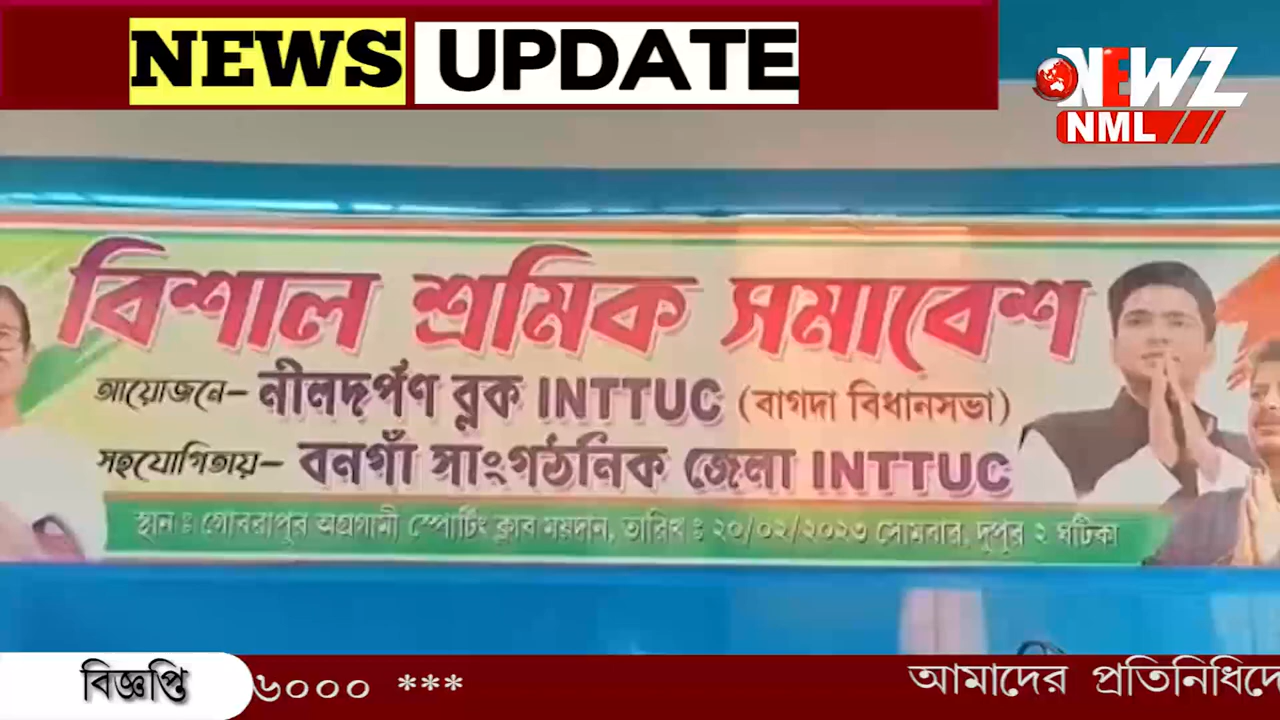 NEWS UPDATE
NEWZ
NML
বিশাল শ্রমিক সমাবেশ
আয়োজনে- নীলদর্পণ ব্লক INTTUC (বাগদা বিধানসভা)
সহযোগিতায়- বনগাঁ সাংগঠনিক জেলা INTTUC
স্থান ঃ গোবরাপুর অগ্রগামী স্পোর্টিং ক্লাব ময়দান, তারিখ ঃ ২০/০২/২০২৩ সোমবার, দুপুর ২ ঘটিকা
বিজ্ঞপ্তি ৬০০০ *** আমাদের প্রতিনিধিদে